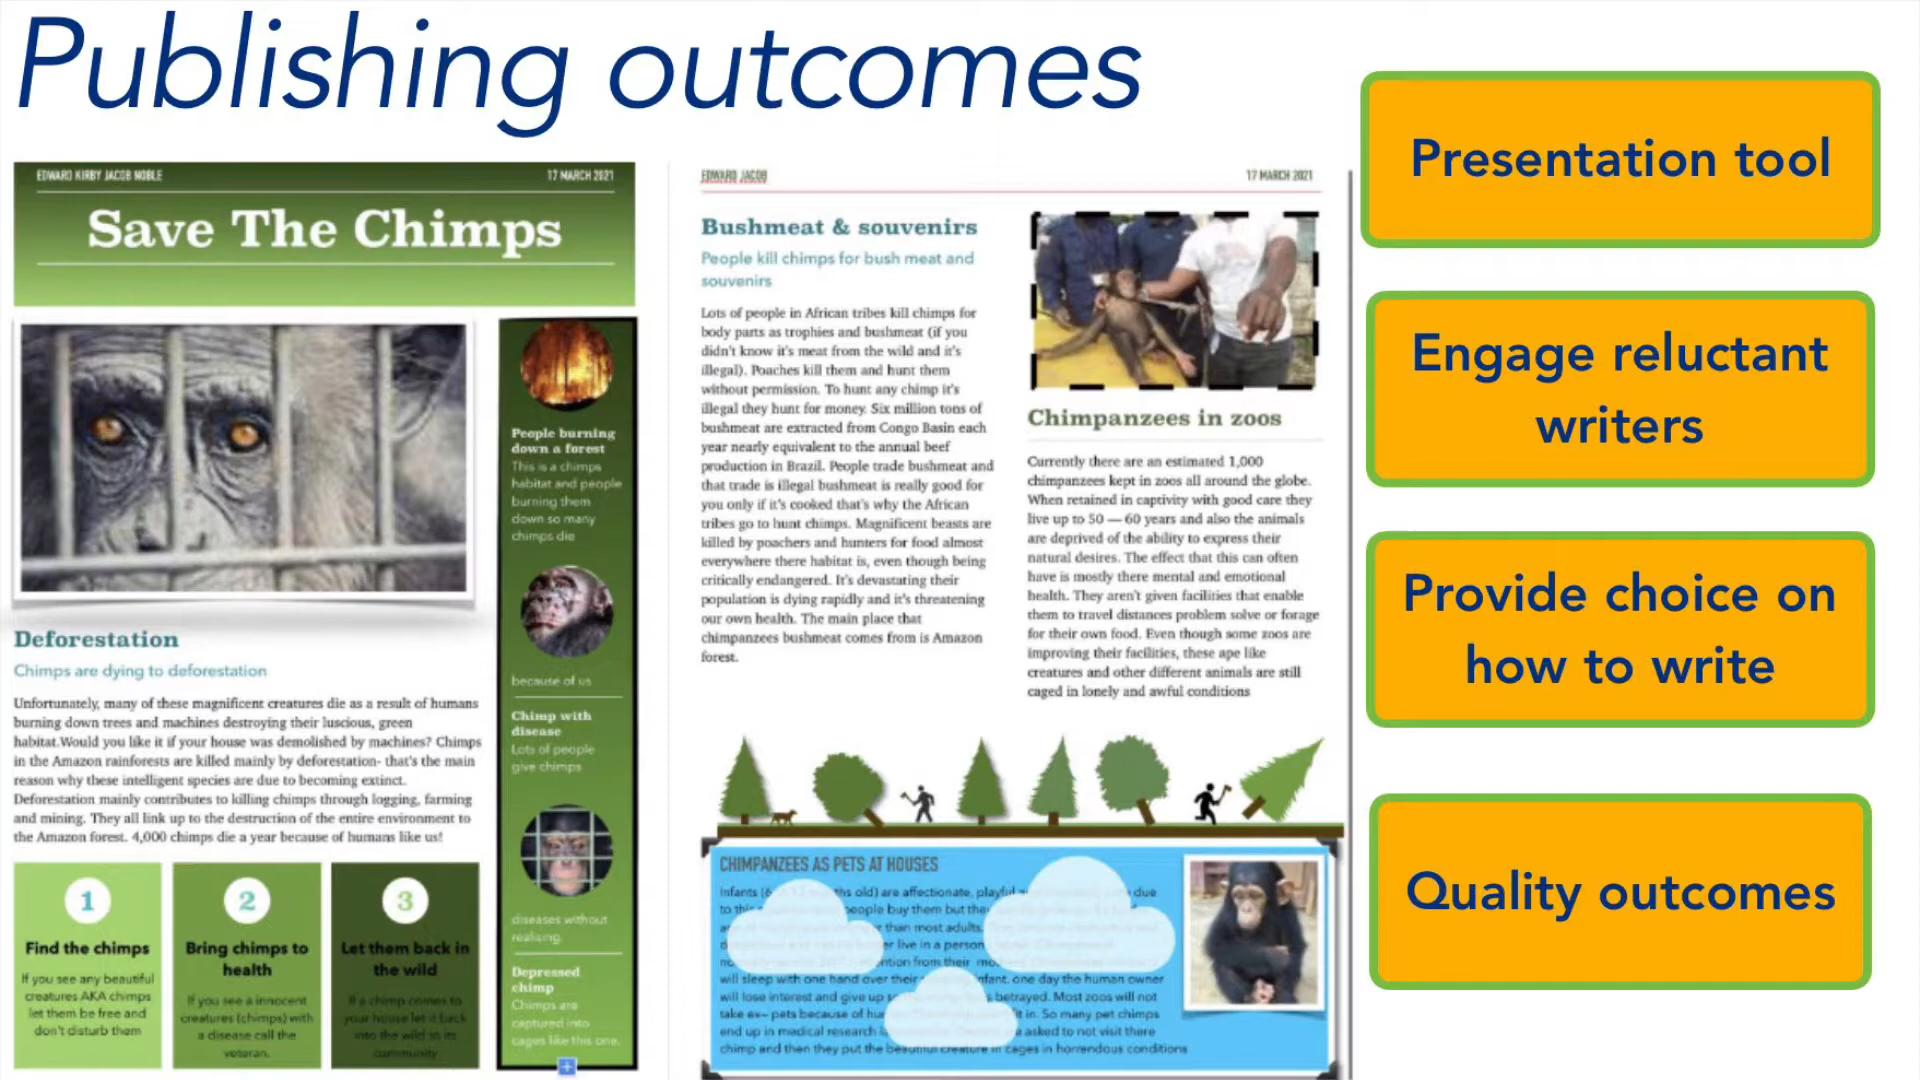 Publishing outcomes
EDWARD KIRBY JACOB NOBLE
17 MARCH 2021
Save The Chimps
Deforestation
Chimps are dying to deforestation
Unfortunately, many of these magnificent creatures die as a result of humans
burning down trees and machines destroying their luscious, green
habitat.Would you like it if your house was demolished by machines? Chimps
in the Amazon rainforests are killed mainly by deforestation- that's the main
reason why these intelligent species are due to becoming extinct.
Deforestation mainly contributes to killing chimps through logging, farming
and mining. They all link up to the destruction of the entire environment to
the Amazon forest. 4,000 chimps die a year because of humans like us!
1
Find the chimps
If you see any beautiful
creatures AKA chimps
let them be free and
don't disturb them
2
Bring chimps to
health
If you see a innocent
creatures (chimps) with
a disease call the
veteran.
3
Let them back in
the wild
If a chimp comes to
your house let it back
into the wild to its
community
People burning
down a forest
This is a chimps
habitat and people
burning them
down so many
chimps die
because of us
Chimp with
disease
Lots of people
give chimps
diseases without
realising.
Depressed
chimp
Chimps are
captured into
cages like this one.
EDWARD JACOB
17 MARCH 2021
Bushmeat & souvenirs
People kill chimps for bush meat and
souvenirs
Lots of people in African tribes kill chimps for
body parts as trophies and bushmeat (if you
didn't know it's meat from the wild and it's
illegal). Poaches kill them and hunt them
without permission. To hunt any chimp it's
illegal they hunt for money. Six million tons of
bushmeat are extracted from Congo Basin each
year nearly equivalent to the annual beef
production in Brazil. People trade bushmeat and
that trade is illegal bushmeat is really good for
you only if it's cooked that's why the African
tribes go to hunt chimps. Magnificent beasts are
killed by poachers and hunters for food almost
everywhere there habitat is, even though being
critically endangered. It's devastating their
population is dying rapidly and it's threatening
our own health. The main place that
chimpanzees bushmeat comes from is Amazon
forest.
Chimpanzees in zoos
Currently there are an estimated 1,000
chimpanzees kept in zoos all around the globe.
When retained in captivity with good care they
live up to 50 — 60 years and also the animals
are deprived of the ability to express their
natural desires. The effect that this can often
have is mostly there mental and emotional
health. They aren't given facilities that enable
them to travel distances problem solve or forage
for their own food. Even though some zoos are
improving their facilities, these ape like
creatures and other different animals are still
caged in lonely and awful conditions
CHIMPANZEES AS PETS AT HOUSES
Infants old) are affectionate, playful due
to this people buy them but they
than most adults.
live in a person
from their
will sleep with one hand over their infant. one day the human owner
will lose interest and give up betrayed. Most zoos will not
take ex- pets because of it in. So many pet chimps
end up in medical research asked to not visit there
chimp and then they put the beautiful creature in cages in horrendous conditions
Presentation tool
Engage reluctant
writers
Provide choice on
how to write
Quality outcomes